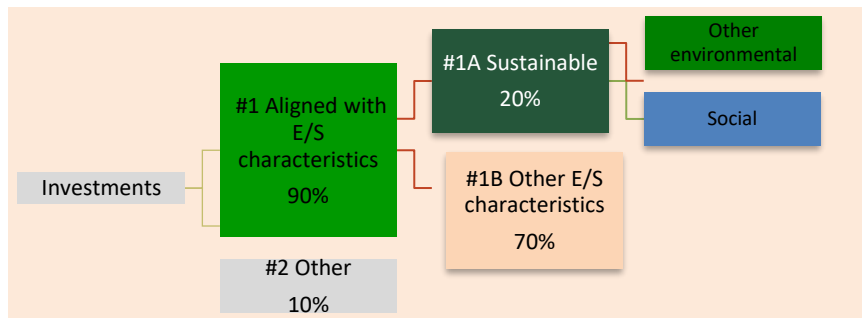 Investments
#1 Aligned with
E/S
characteristics
90%
#2 Other
10%
#1A Sustainable
20%
#1B Other E/S
characteristics
70%
Other
environmental
Social